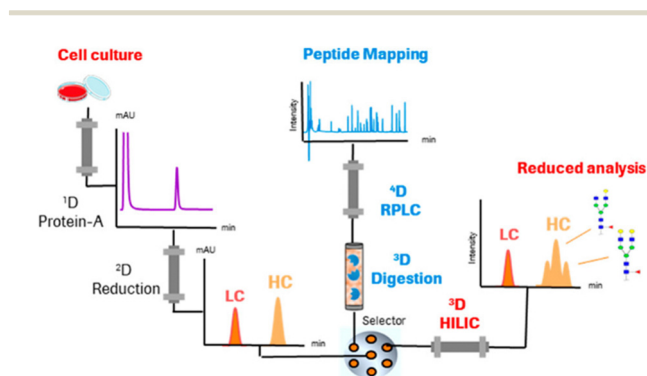 Cell culture
mAU
¹D
Protein-A
min
²D
Reduction
mAU
LC
HC
min
Peptide Mapping
Intensity
min
⁴D
RPLC
³D
Digestion
Selector
³D
HILIC
Reduced analysis
Intensity
LC
HC
min